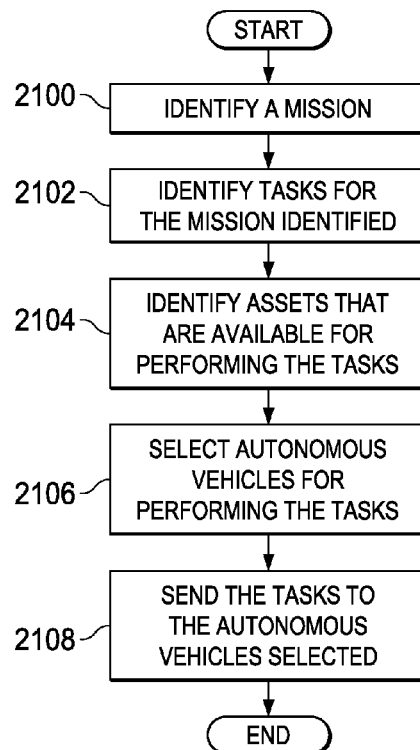 START
2100
IDENTIFY A MISSION
2102
IDENTIFY TASKS FOR
THE MISSION IDENTIFIED
2104
IDENTIFY ASSETS THAT
ARE AVAILABLE FOR
PERFORMING THE TASKS
2106
SELECT AUTONOMOUS
VEHICLES FOR
PERFORMING THE TASKS
2108
SEND THE TASKS TO
THE AUTONOMOUS
VEHICLES SELECTED
END